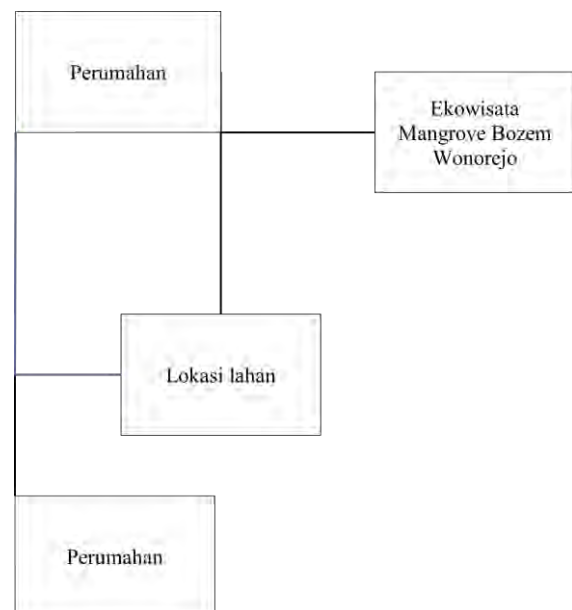 Perumahan
Ekowisata
Mangrove Bozem
Wonorejo
Lokasi lahan
Perumahan